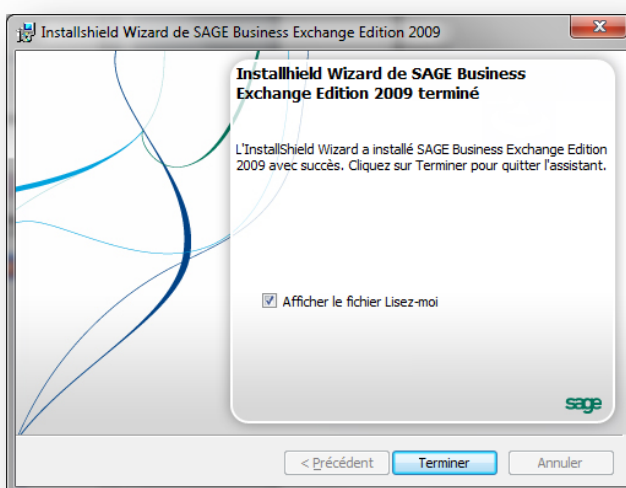 Installshield Wizard de SAGE Business Exchange Edition 2009
Installhield Wizard de SAGE Business
Exchange Edition 2009 terminé
L'InstallShield Wizard a installé SAGE Business Exchange Edition
2009 avec succès. Cliquez sur Terminer pour quitter l'assistant.
Afficher le fichier Lisez-moi
sage
< Précédent
Terminer
Annuler